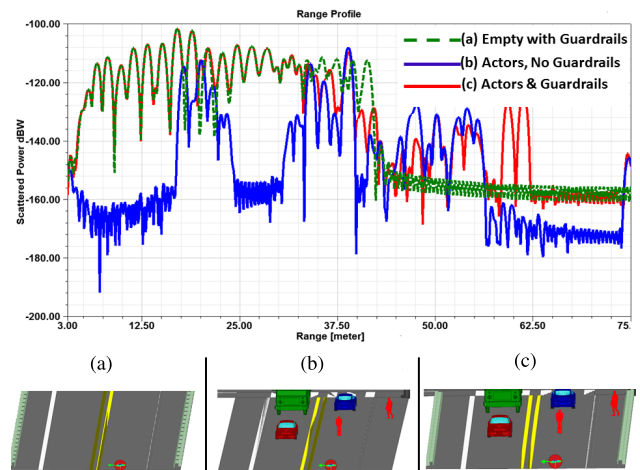 Range Profile
-100.00
-120.00
-140.00
-160.00
-180.00
-200.00
Scattered Power dBW
(a) Empty with Guardrails
(b) Actors, No Guardrails
(c) Actors & Guardrails
3.00 12.50 25.00 37.50 50.00 62.50 75.
Range [meter]
(a) (b) (c)